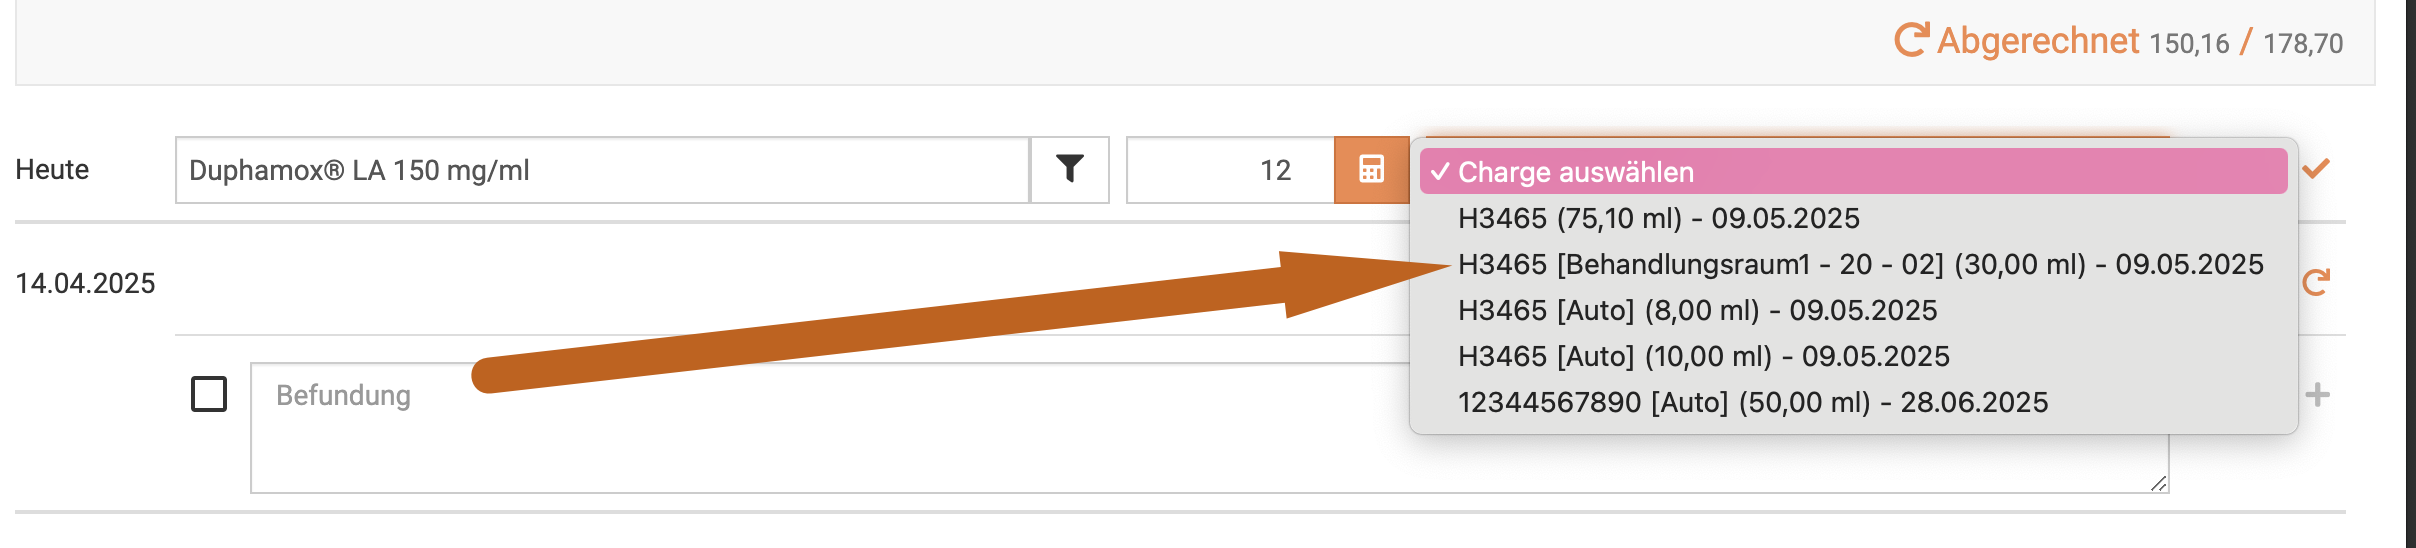 Abgerechnet 150,16 / 178,70
Heute
Duphamox® LA 150 mg/ml
12
✓ Charge auswählen
H3465 (75,10 ml) - 09.05.2025
H3465 [Behandlungsraum1 - 20 - 02] (30,00 ml) - 09.05.2025
14.04.2025
H3465 [Auto] (8,00 ml) - 09.05.2025
H3465 [Auto] (10,00 ml) - 09.05.2025
Befundung
12344567890 [Auto] (50,00 ml) - 28.06.2025